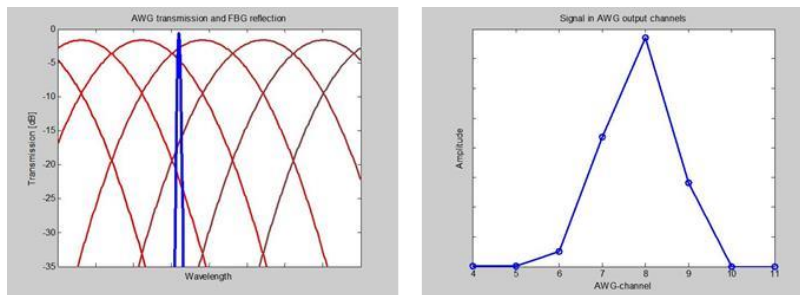 AWG transmission and FBG reflection
Transmission [dB]
0
-5
-10
-15
-20
-25
-30
-35
Wavelength
Signal in AWG output channels
Amplitude
4 5 6 7 8 9 10 11
AWG-channel